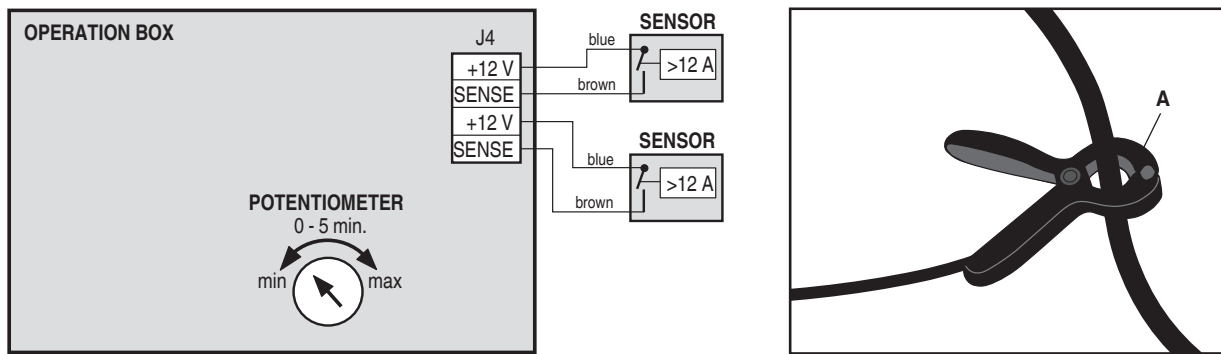 OPERATION BOX
J4
+12 V
SENSE
+12 V
SENSE
blue
brown
SENSOR
>12 A
SENSOR
blue
brown
>12 A
POTENTIOMETER
0 - 5 min.
min
max
A